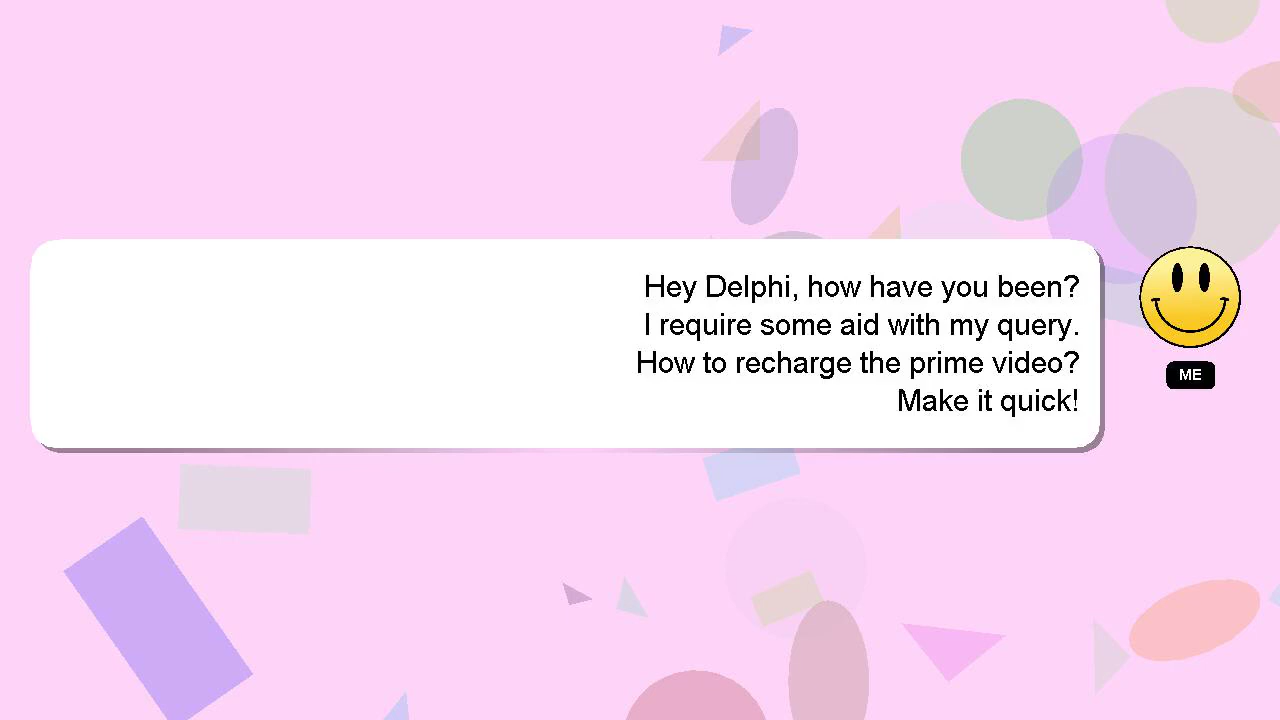 Hey Delphi, how have you been?
I require some aid with my query.
How to recharge the prime video?
Make it quick!
ME